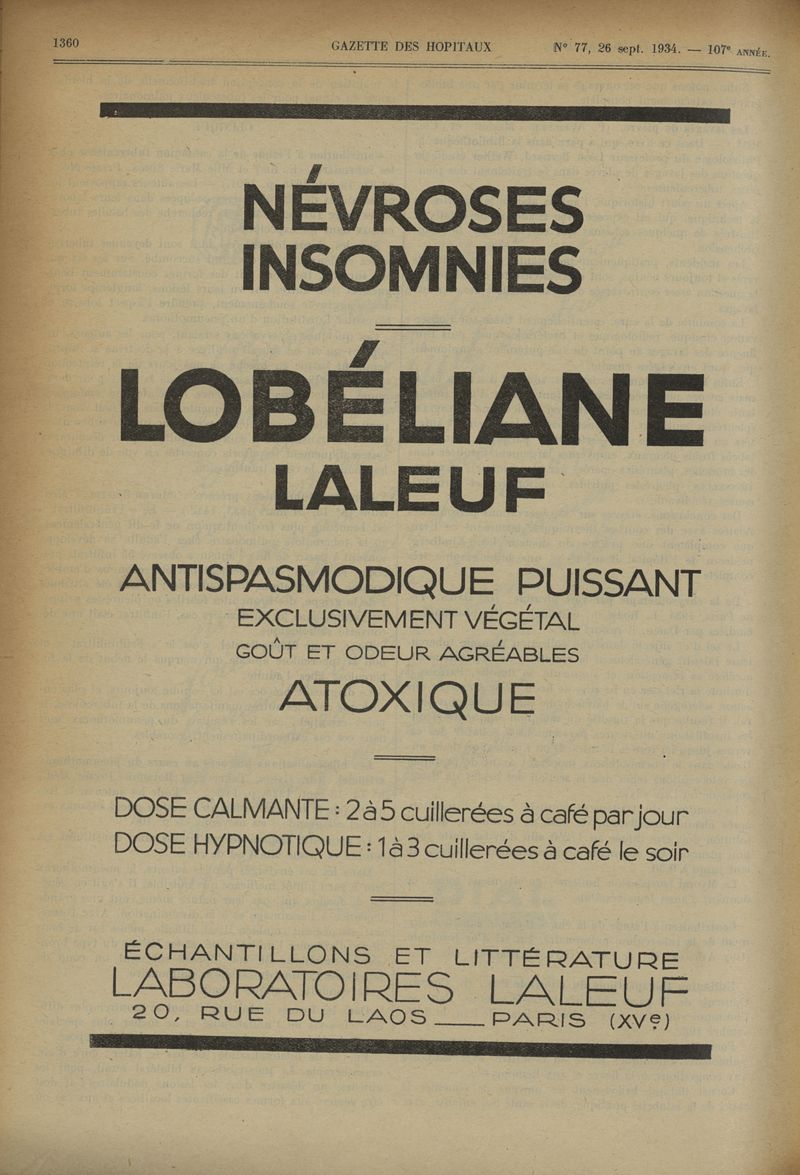 1360 GAZETTE DES HOPITAUX N° 77, 26 sept. 1934. — 107e ANNÉE.
NÉVROSES
INSOMNIES
LOBÉLIANE
LALEUF
ANTISPASMODIQUE PUISSANT
EXCLUSIVEMENT VÉGÉTAL
GOÛT ET ODEUR AGRÉABLES
ATOXIQUE
DOSE CALMANTE : 2 à 5 cuillerées à café par jour
DOSE HYPNOTIQUE : 1 à 3 cuillerées à café le soir
ÉCHANTILLONS ET LITTÉRATURE
LABORATOIRES LALEUF
20, RUE DU LAOS ___ PARIS (XVe)